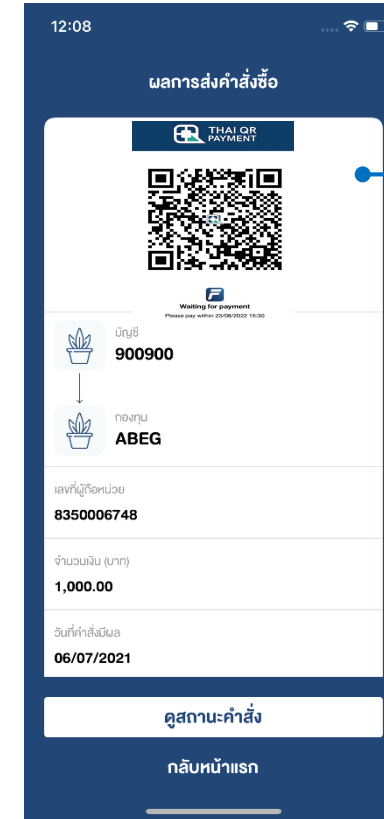 12:08
ผลการส่งคำสั่งซื้อ
THAI QR
PAYMENT
Waiting for payment
Please pay within 23/08/2022 15:30
บัญชี
900900
กองทุน
ABEG
เลขที่ผู้ถือหน่วย
8350006748
จำนวนเงิน (บาท)
1,000.00
วันที่คำสั่งมีผล
06/07/2021
ดูสถานะคำสั่ง
กลับหน้าแรก